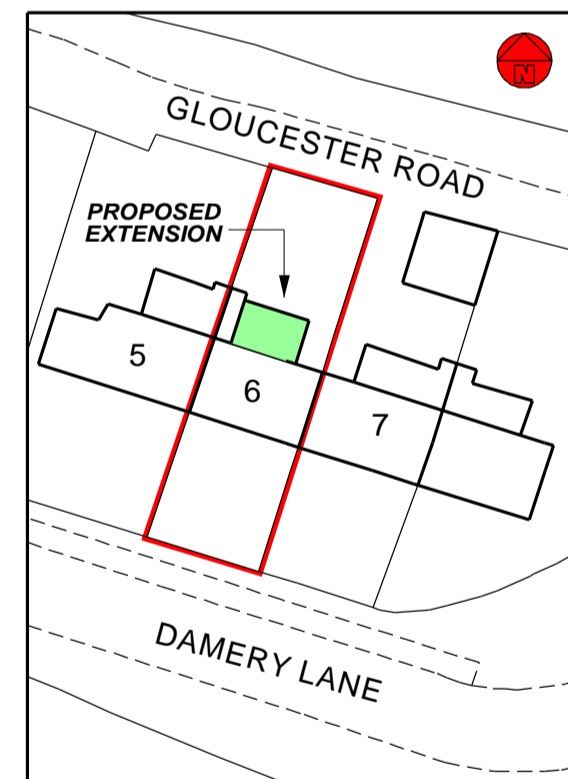 N
GLOUCESTER ROAD
PROPOSED
EXTENSION
5
6
7
DAMERY LANE